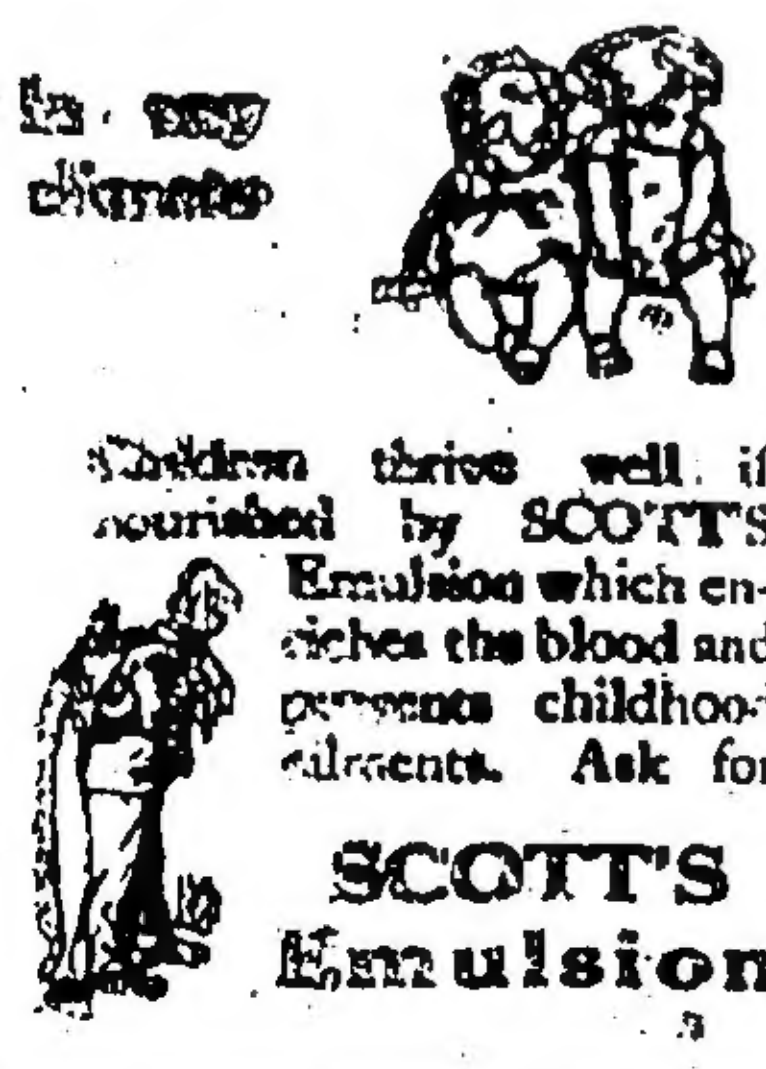 In any
climate
Children thrive well if
nourished by SCOTT'S
Emulsion which en-
riches the blood and
prevents childhood
ailments. Ask for
SCOTT'S
Emulsion